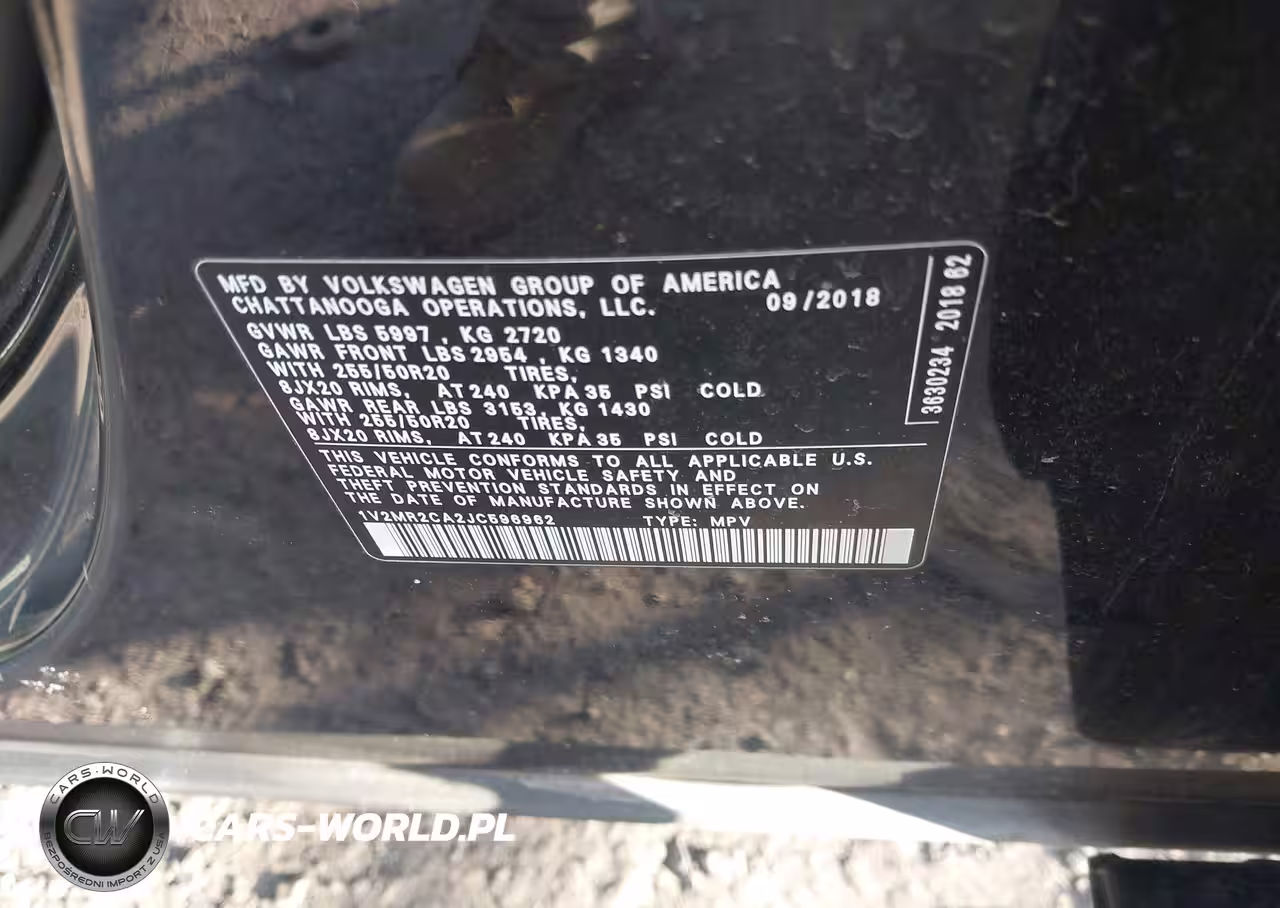 MFD BY VOLKSWAGEN GROUP OF AMERICA
CHATTANOOGA OPERATIONS, LLC. 09/2018
GVWR LBS 5997 , KG 2720
GAWR FRONT LBS 2954 , KG 1340
WITH 255/50R20 TIRES,
8JX20 RIMS, AT 240 KPA 35 PSI COLD
GAWR REAR LBS 3153, KG 1430
WITH 255/50R20 TIRES,
8JX20 RIMS, AT 240 KPA 35 PSI COLD
3630234 2018 62
THIS VEHICLE CONFORMS TO ALL APPLICABLE U.S.
FEDERAL MOTOR VEHICLE SAFETY AND
THEFT PREVENTION STANDARDS IN EFFECT ON
THE DATE OF MANUFACTURE SHOWN ABOVE.
1V2MR2CA2JC596962 TYPE: MPV
CARS-WORLD
CW
BEZPOŚREDNI IMPORT Z USA
CARS-WORLD.PL